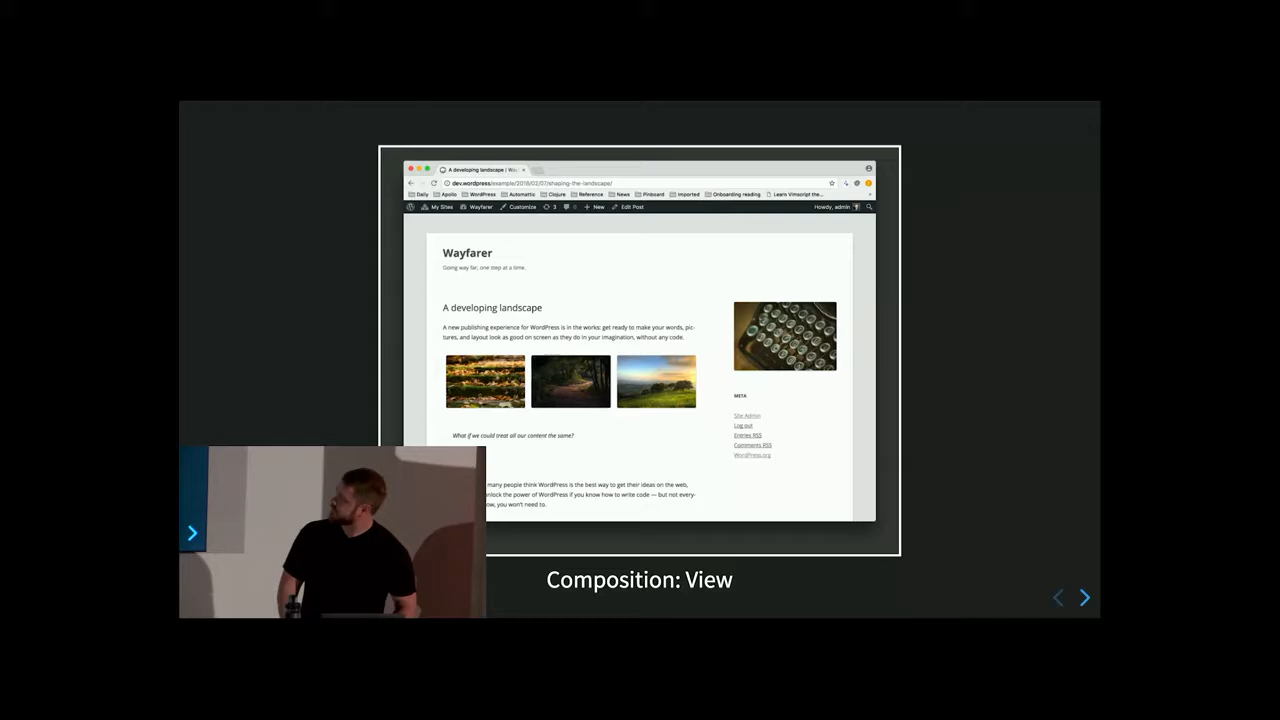 A developing landscape | Way
dev.wordpress/example/2018/02/07/shaping-the-landscape/
Daily Apollo WordPress Automattic Clojure Reference News Pinboard Imported Onboarding reading Learn Vimscript the...
My Sites Wayfarer Customize 3 0 New Edit Post Howdy, admin
Wayfarer
Going way far, one step at a time.
A developing landscape
A new publishing experience for WordPress is in the works: get ready to make your words, pic-
tures, and layout look as good on screen as they do in your imagination, without any code.
What if we could treat all our content the same?
many people think WordPress is the best way to get their ideas on the web,
unlock the power of WordPress if you know how to write code — but not every-
ow, you won't need to.
META
Site Admin
Log out
Entries RSS
Comments RSS
WordPress.org
Composition: View